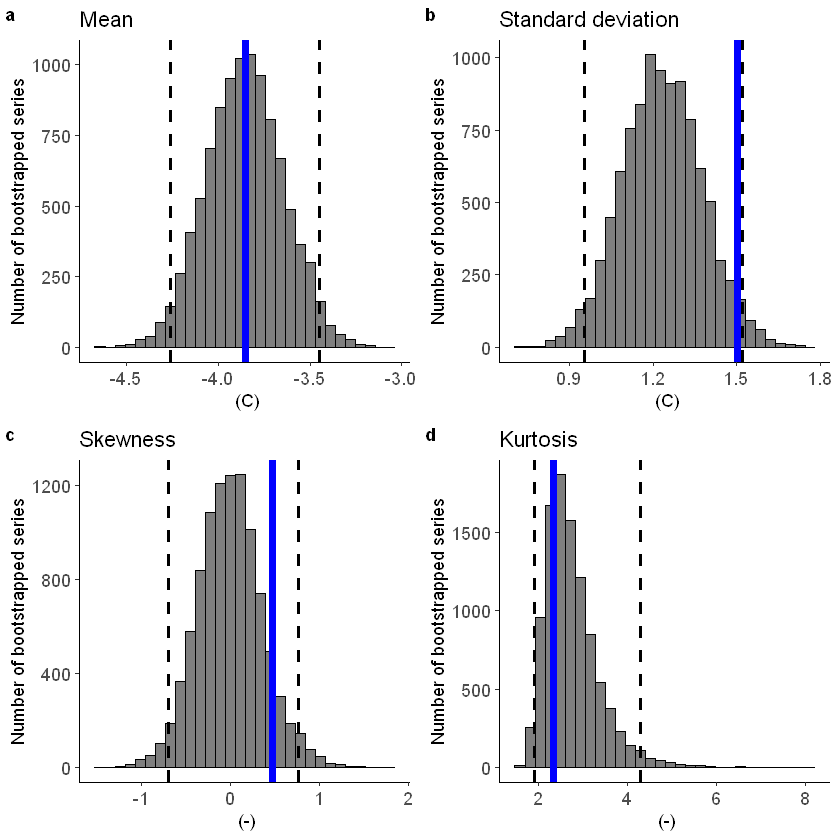 a Mean
Number of bootstrapped series
1000
750
500
250
0
-4.5 -4.0 -3.5 -3.0
(C)
b Standard deviation
Number of bootstrapped series
1000
750
500
250
0
0.9 1.2 1.5 1.8
(C)
c Skewness
Number of bootstrapped series
1200
800
400
0
-1 0 1 2
(-)
d Kurtosis
Number of bootstrapped series
1500
1000
500
0
2 4 6 8
(-)